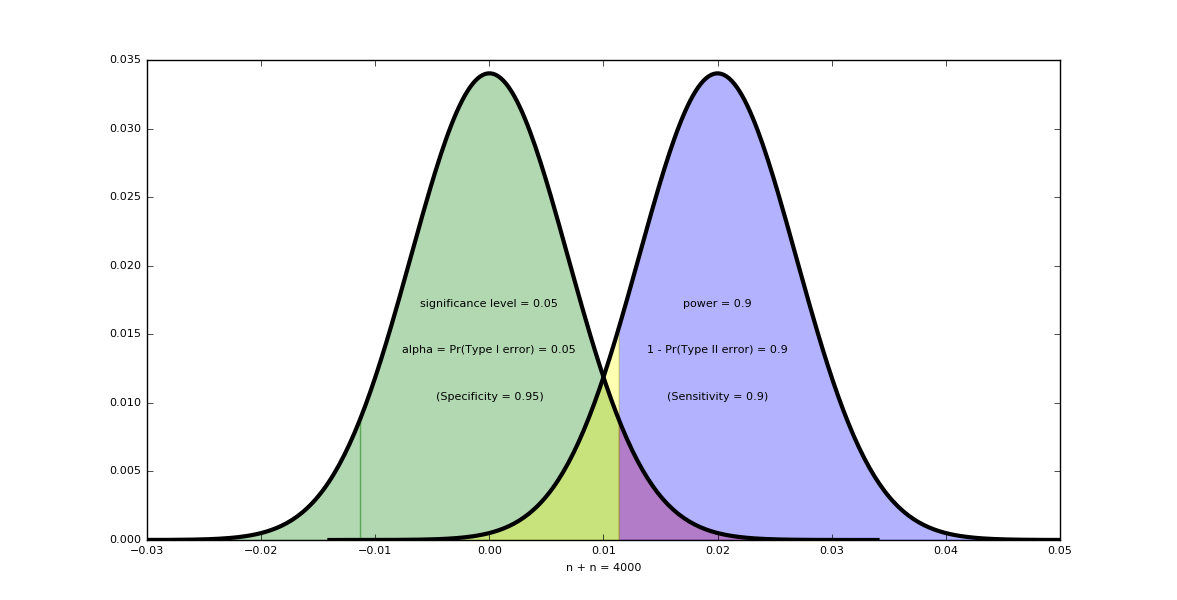 0.035
0.030
0.025
0.020
significance level = 0.05
power = 0.9
0.015
alpha = Pr(Type I error) = 0.05
1 - Pr(Type II error) = 0.9
(Specificity = 0.95)
(Sensitivity = 0.9)
0.010
0.005
0.000
−0.03 −0.02 −0.01 0.00 0.01 0.02 0.03 0.04 0.05
n + n = 4000